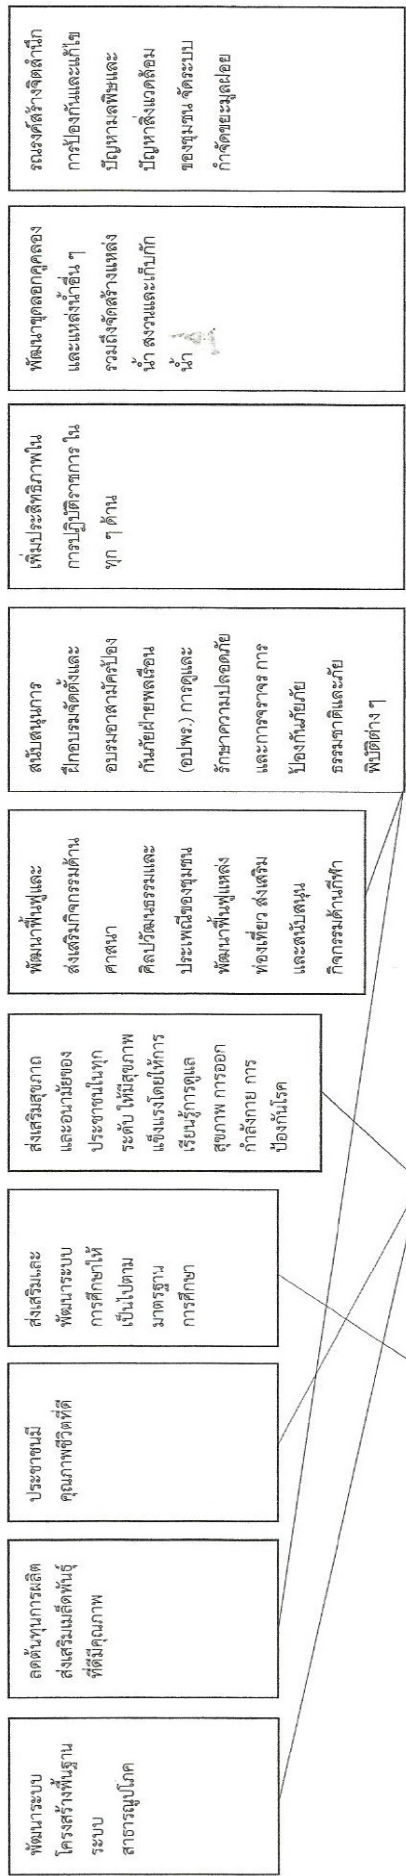 พัฒนาระบบ
โครงสร้างพื้นฐาน
ระบบ
สาธารณูปโภค
ลดต้นทุนการผลิต
ส่งเสริมเมล็ดพันธุ์
ที่ดีมีคุณภาพ
ประชาชนมี
คุณภาพชีวิตที่ดี
ส่งเสริมและ
พัฒนาระบบ
การศึกษาให้
เป็นไปตาม
มาตรฐาน
การศึกษา
ส่งเสริมสุขภาถ
และอนามัยของ
ประชาชนในทุก
ระดับ ให้มีสุขภาพ
แข็งแรงโดยให้การ
เรียนรู้การดูแล
สุขภาพ การออก
กำลังกาย การ
ป้องกันโรค
พัฒนาฟื้นฟูและ
ส่งเสริมกิจกรรมด้าน
ศาสนา
ศิลปวัฒนธรรมและ
ประเพณีของชุมชน
พัฒนาฟื้นฟูแหล่ง
ท่องเที่ยว ส่งเสริม
และสนับสนุน
กิจกรรมด้านกีฬา
สนับสนุนการ
ฝึกอบรมจัดตั้งและ
อบรมอาสามัครป้อง
กันภัยฝ่ายพลเรือน
(อปพร.) การดูและ
รักษาความปลอดภัย
และการจราจร การ
ป้องกันภัยภัย
ธรรมชาติและภัย
พิบัติต่าง ๆ
เพิ่มประสิทธิภาพใน
การปฏิบัติราชการ ใน
ทุก ๆ ด้าน
พัฒนาขุดลอกคูคลอง
และแหล่งน้ำอื่น ๆ
รวมถึงจัดสร้างแหล่ง
น้ำ สงวนและเก็บกัก
น้ำ
รณรงค์สร้างจิตสำนึก
การป้องกันและแก้ไข
ปัญหามลพิษและ
ปัญหาสิ่งแวดล้อม
ของชุมชน จัดระบบ
กำจัดขยะมูลฝอย